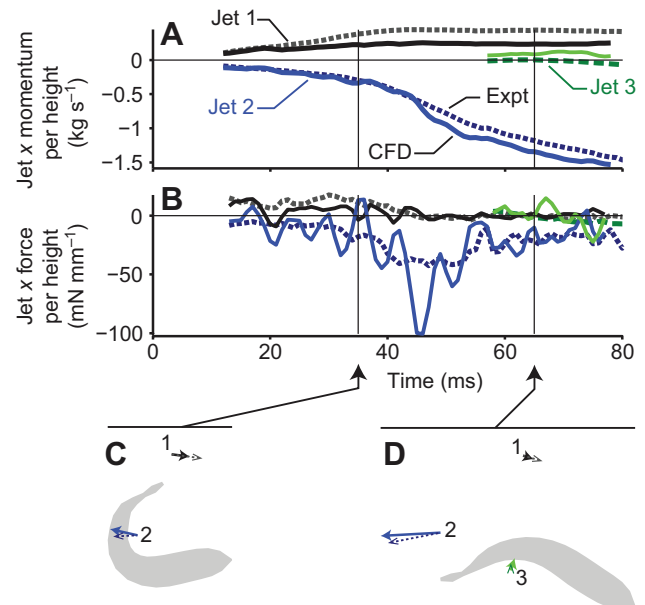 A
Jet 1
Jet x momentum
per height
(kg s⁻¹)
0
−0.5
−1
−1.5
Jet 2
Expt
CFD
Jet 3
B
Jet x force
per height
(mN mm⁻¹)
0
−50
−100
0 20 40 60 80
Time (ms)
C
1
2
D
1
2
3